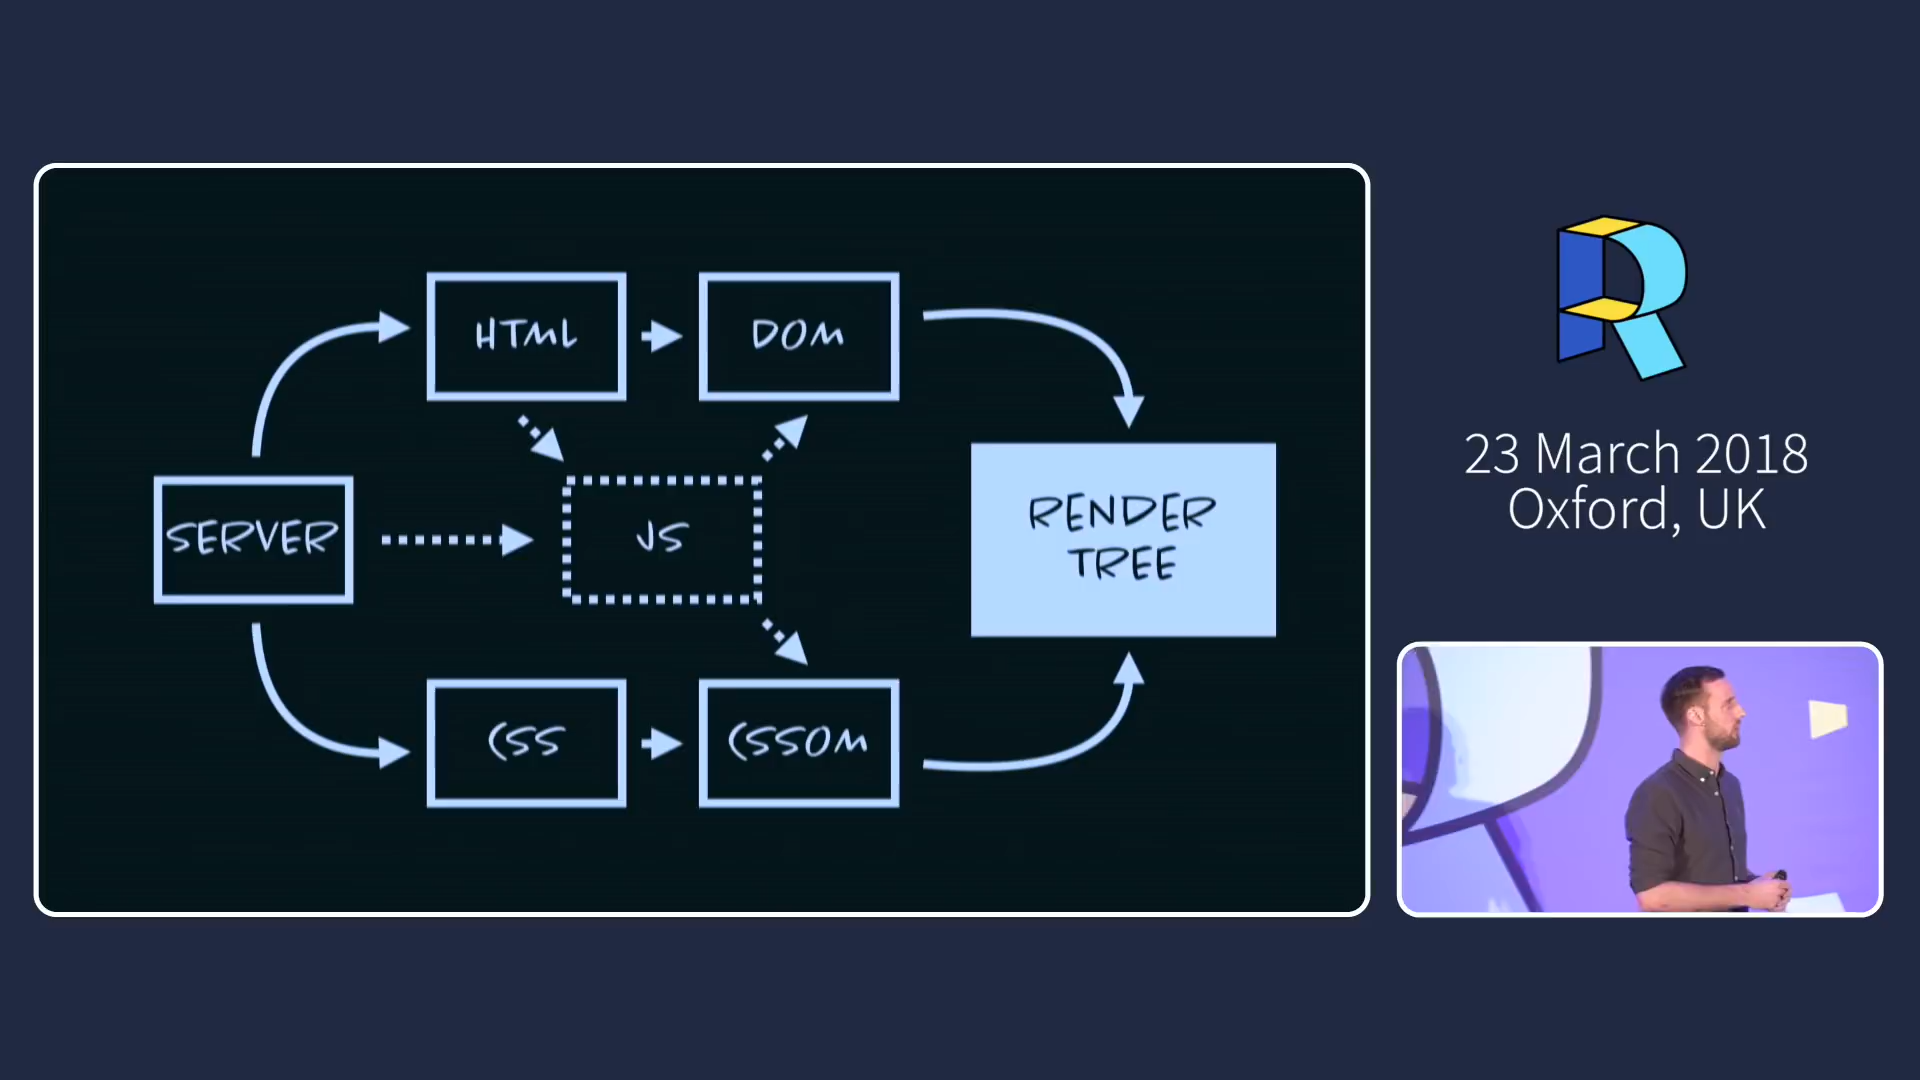 HTML
DOM
SERVER
JS
RENDER
TREE
CSS
CSSOM
R
23 March 2018
Oxford, UK